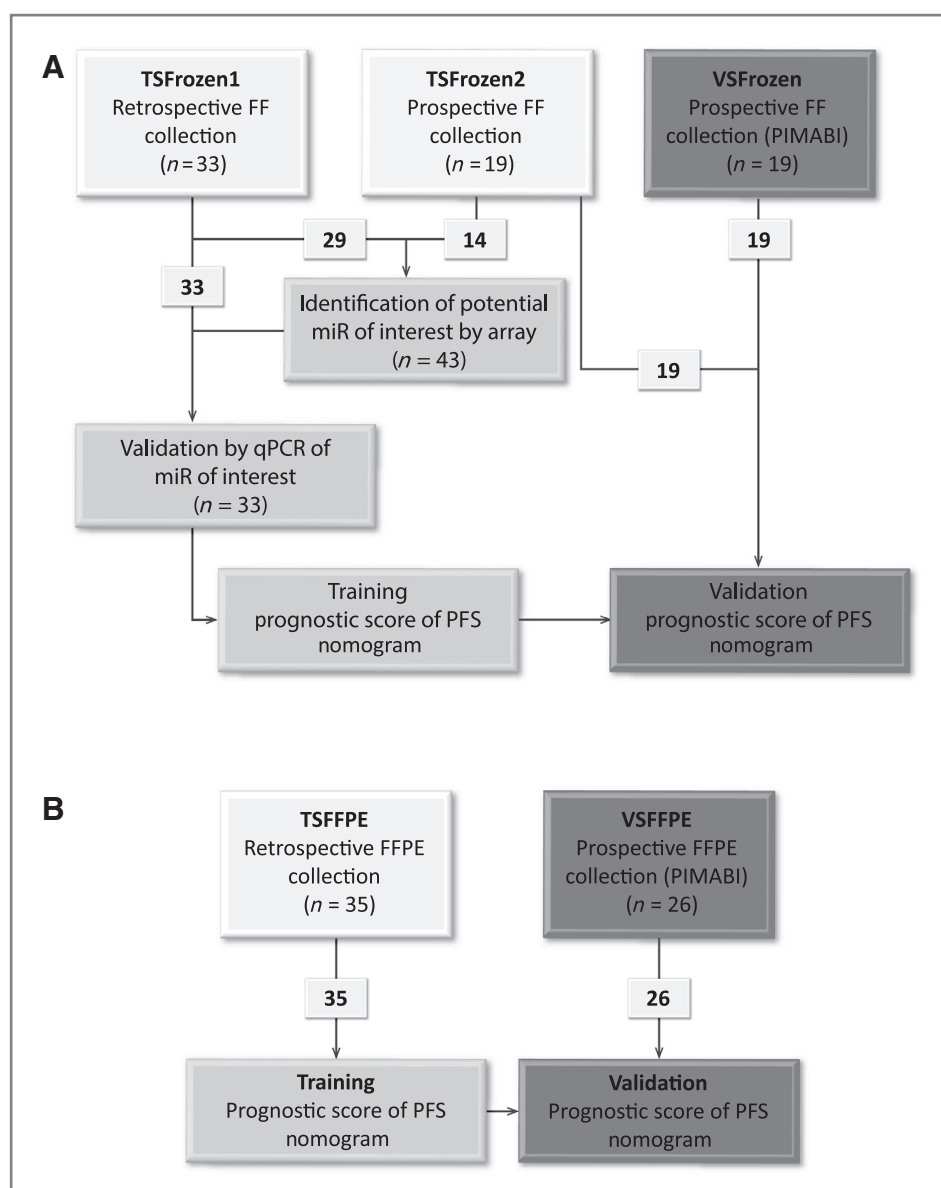 A
TSFrozen1
Retrospective FF
collection
(n = 33)
TSFrozen2
Prospective FF
collection
(n = 19)
VSFrozen
Prospective FF
collection (PIMABI)
(n = 19)
29
14
19
33
Identification of potential
miR of interest by array
(n = 43)
19
Validation by qPCR of
miR of interest
(n = 33)
Training
prognostic score of PFS
nomogram
Validation
prognostic score of PFS
nomogram
B
TSFFPE
Retrospective FFPE
collection
(n = 35)
VSFFPE
Prospective FFPE
collection (PIMABI)
(n = 26)
35
26
Training
Prognostic score of PFS
nomogram
Validation
Prognostic score of PFS
nomogram